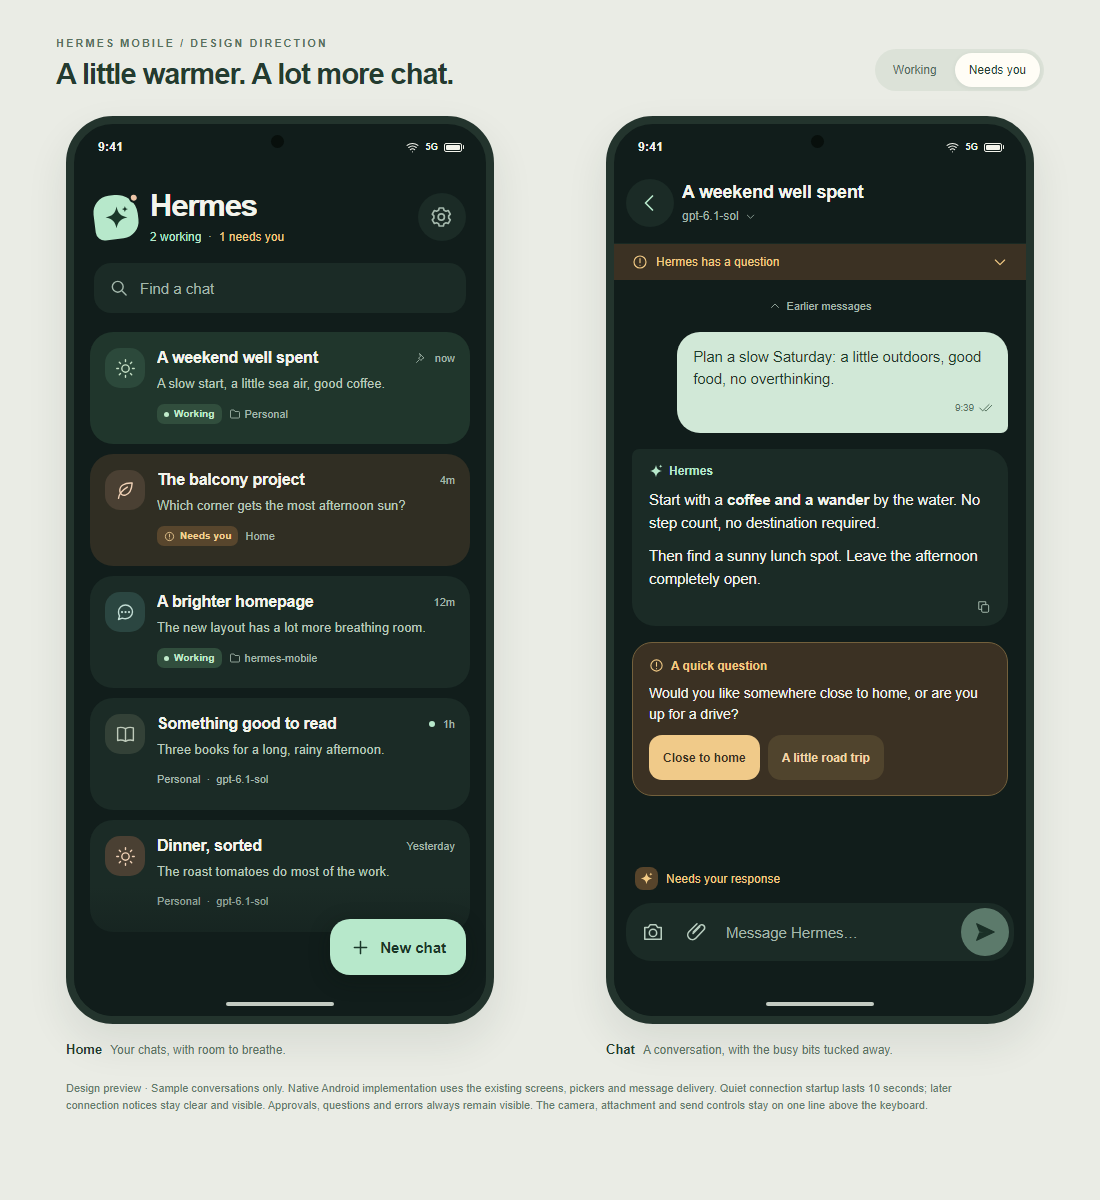 HERMES MOBILE / DESIGN DIRECTION
A little warmer. A lot more chat.
Working
Needs you
9:41
5G
Hermes
2 working · 1 needs you
Find a chat
A weekend well spent
now
A slow start, a little sea air, good coffee.
Working
Personal
The balcony project
4m
Which corner gets the most afternoon sun?
Needs you
Home
A brighter homepage
12m
The new layout has a lot more breathing room.
Working
hermes-mobile
Something good to read
1h
Three books for a long, rainy afternoon.
Personal · gpt-6.1-sol
Dinner, sorted
Yesterday
The roast tomatoes do most of the work.
Personal · gpt-6.1-sol
New chat
Home Your chats, with room to breathe.
9:41
5G
A weekend well spent
gpt-6.1-sol
Hermes has a question
Earlier messages
Plan a slow Saturday: a little outdoors, good
food, no overthinking.
9:39
Hermes
Start with a coffee and a wander by the water. No
step count, no destination required.
Then find a sunny lunch spot. Leave the afternoon
completely open.
A quick question
Would you like somewhere close to home, or are you
up for a drive?
Close to home
A little road trip
Needs your response
Message Hermes...
Chat A conversation, with the busy bits tucked away.
Design preview · Sample conversations only. Native Android implementation uses the existing screens, pickers and message delivery. Quiet connection startup lasts 10 seconds; later
connection notices stay clear and visible. Approvals, questions and errors always remain visible. The camera, attachment and send controls stay on one line above the keyboard.